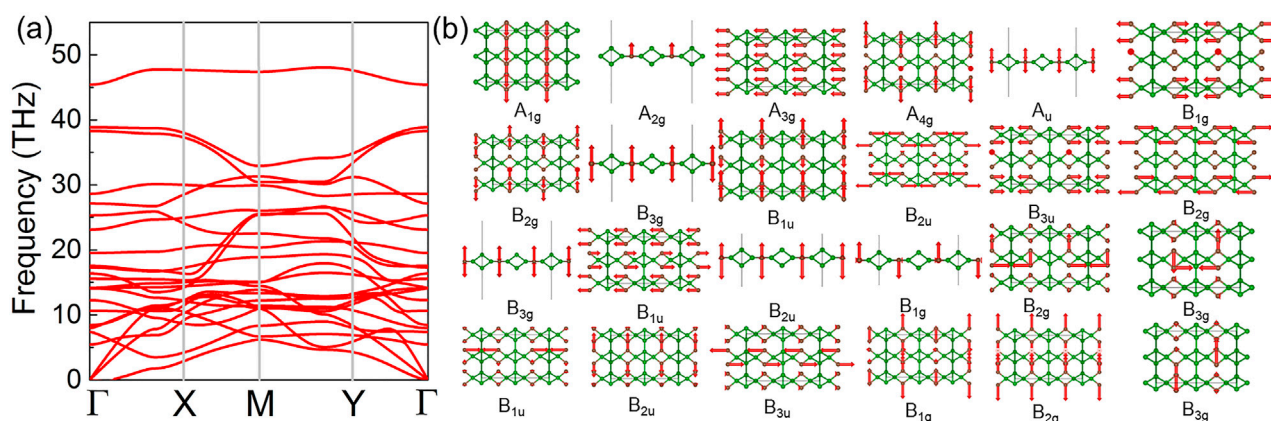 (a)
50
40
30
20
10
0
Frequency (THz)
Γ X M Y Γ
(b)
A1g A2g A3g A4g Au B1g
B2g B3g B1u B2u B3u B2g
B3g B1u B2u B1g B2g B3g
B1u B2u B3u B1g B2g B3g